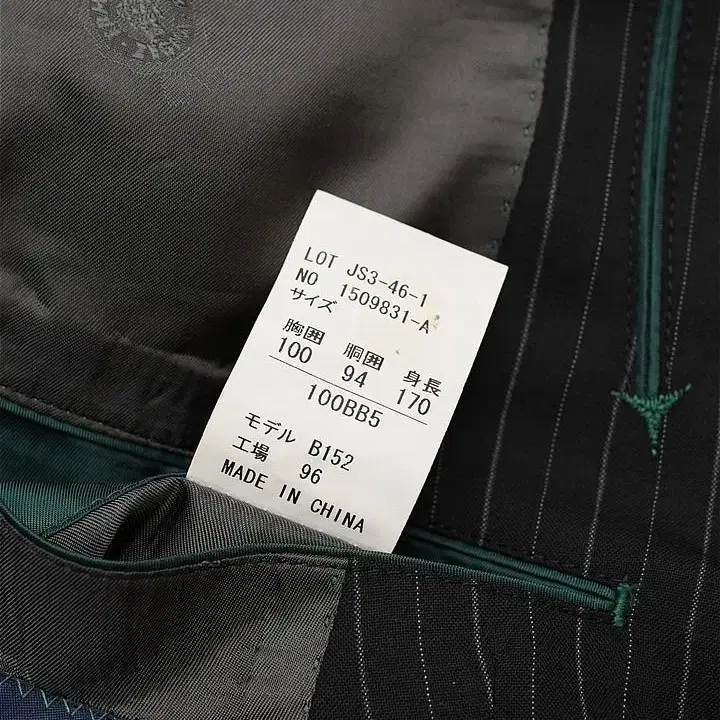 LOT JS3-46-1
NO 1509831-A
サイズ
胸囲 胴囲 身長
100 94 170
100BB5
モデル B152
工場 96
MADE IN CHINA